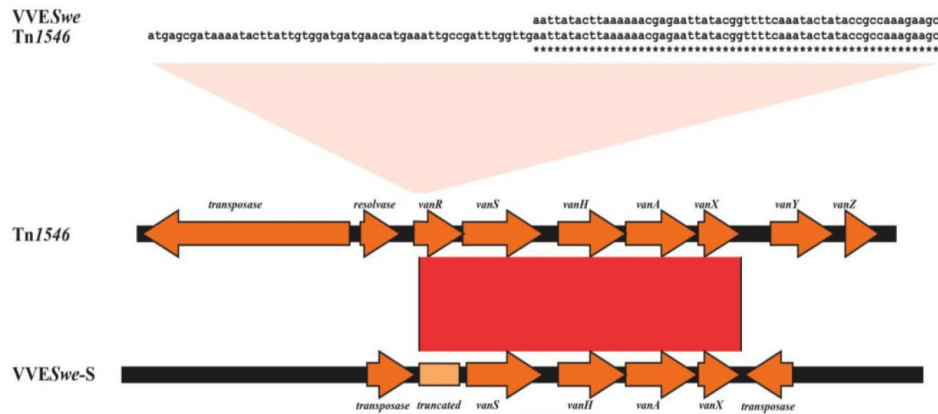 VVESwe aattatacttaaaaaacgagaattatacggttttcaaatactataccgccaaagaagc
Tn1546 atgagcgataaaatacttattgtggatgatgaacatgaaattgccgatttggttgaattatacttaaaaaacgagaattatacggttttcaaatactataccgccaaagaagc
**********************************************************
transposase resolvase vanR vanS vanH vanA vanX vanY vanZ
Tn1546
VVESwe-S
transposase truncated vanS vanH vanA vanX transposase